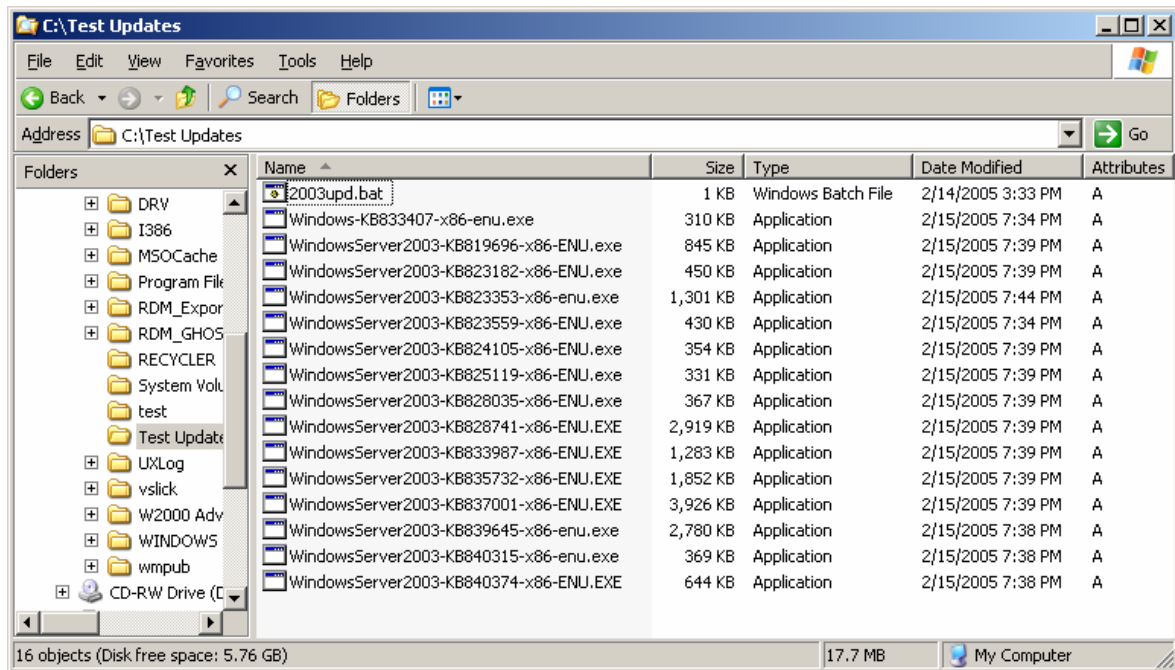 C:\Test Updates
File Edit View Favorites Tools Help
Back Search Folders
Address C:\Test Updates Go
Folders x Name Size Type Date Modified Attributes
DRV
I386
MSOCache
Program File
RDM_Expor
RDM_GHOS
RECYCLER
System Volu
test
Test Update
UXLog
vslick
W2000 Adv
WINDOWS
wmpub
CD-RW Drive (D
2003upd.bat 1 KB Windows Batch File 2/14/2005 3:33 PM A
Windows-KB833407-x86-enu.exe 310 KB Application 2/15/2005 7:34 PM A
WindowsServer2003-KB819696-x86-ENU.exe 845 KB Application 2/15/2005 7:39 PM A
WindowsServer2003-KB823182-x86-ENU.exe 450 KB Application 2/15/2005 7:39 PM A
WindowsServer2003-KB823353-x86-enu.exe 1,301 KB Application 2/15/2005 7:44 PM A
WindowsServer2003-KB823559-x86-ENU.exe 430 KB Application 2/15/2005 7:34 PM A
WindowsServer2003-KB824105-x86-ENU.exe 354 KB Application 2/15/2005 7:39 PM A
WindowsServer2003-KB825119-x86-ENU.exe 331 KB Application 2/15/2005 7:39 PM A
WindowsServer2003-KB828035-x86-ENU.exe 367 KB Application 2/15/2005 7:39 PM A
WindowsServer2003-KB828741-x86-ENU.EXE 2,919 KB Application 2/15/2005 7:39 PM A
WindowsServer2003-KB833987-x86-ENU.EXE 1,283 KB Application 2/15/2005 7:39 PM A
WindowsServer2003-KB835732-x86-ENU.EXE 1,852 KB Application 2/15/2005 7:39 PM A
WindowsServer2003-KB837001-x86-ENU.EXE 3,926 KB Application 2/15/2005 7:39 PM A
WindowsServer2003-KB839645-x86-enu.exe 2,780 KB Application 2/15/2005 7:38 PM A
WindowsServer2003-KB840315-x86-enu.exe 369 KB Application 2/15/2005 7:38 PM A
WindowsServer2003-KB840374-x86-ENU.EXE 644 KB Application 2/15/2005 7:38 PM A
16 objects (Disk free space: 5.76 GB) 17.7 MB My Computer